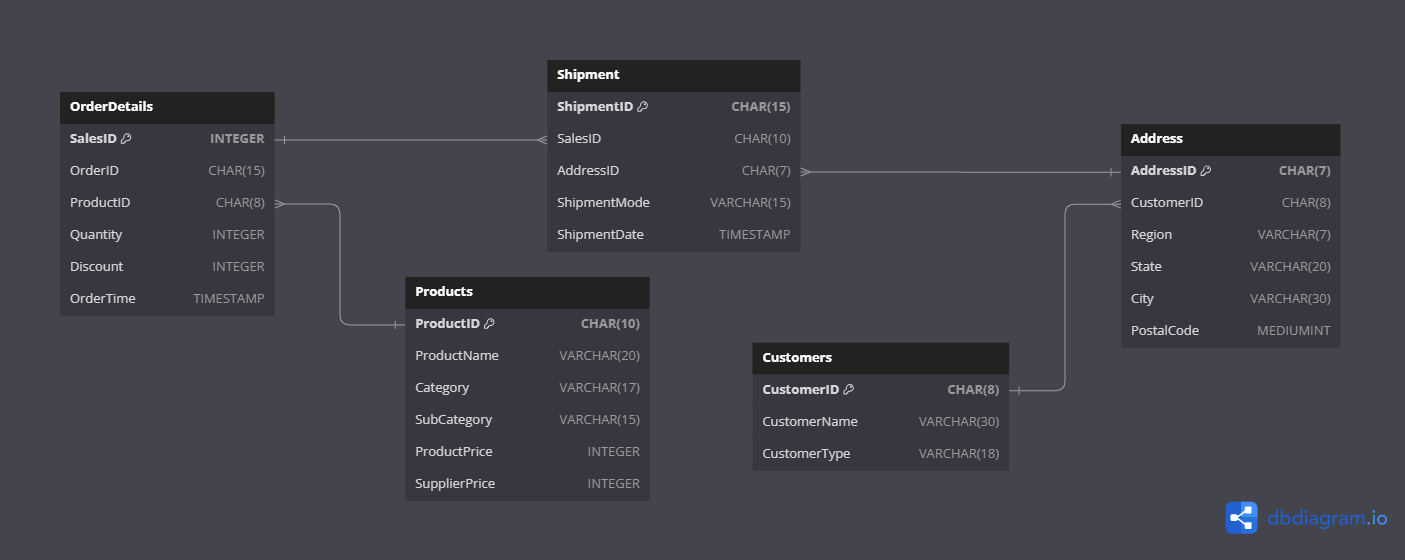 OrderDetails
SalesID INTEGER
OrderID CHAR(15)
ProductID CHAR(8)
Quantity INTEGER
Discount INTEGER
OrderTime TIMESTAMP
Shipment
ShipmentID CHAR(15)
SalesID CHAR(10)
AddressID CHAR(7)
ShipmentMode VARCHAR(15)
ShipmentDate TIMESTAMP
Products
ProductID CHAR(10)
ProductName VARCHAR(20)
Category VARCHAR(17)
SubCategory VARCHAR(15)
ProductPrice INTEGER
SupplierPrice INTEGER
Customers
CustomerID CHAR(8)
CustomerName VARCHAR(30)
CustomerType VARCHAR(18)
Address
AddressID CHAR(7)
CustomerID CHAR(8)
Region VARCHAR(7)
State VARCHAR(20)
City VARCHAR(30)
PostalCode MEDIUMINT
dbdiagram.io